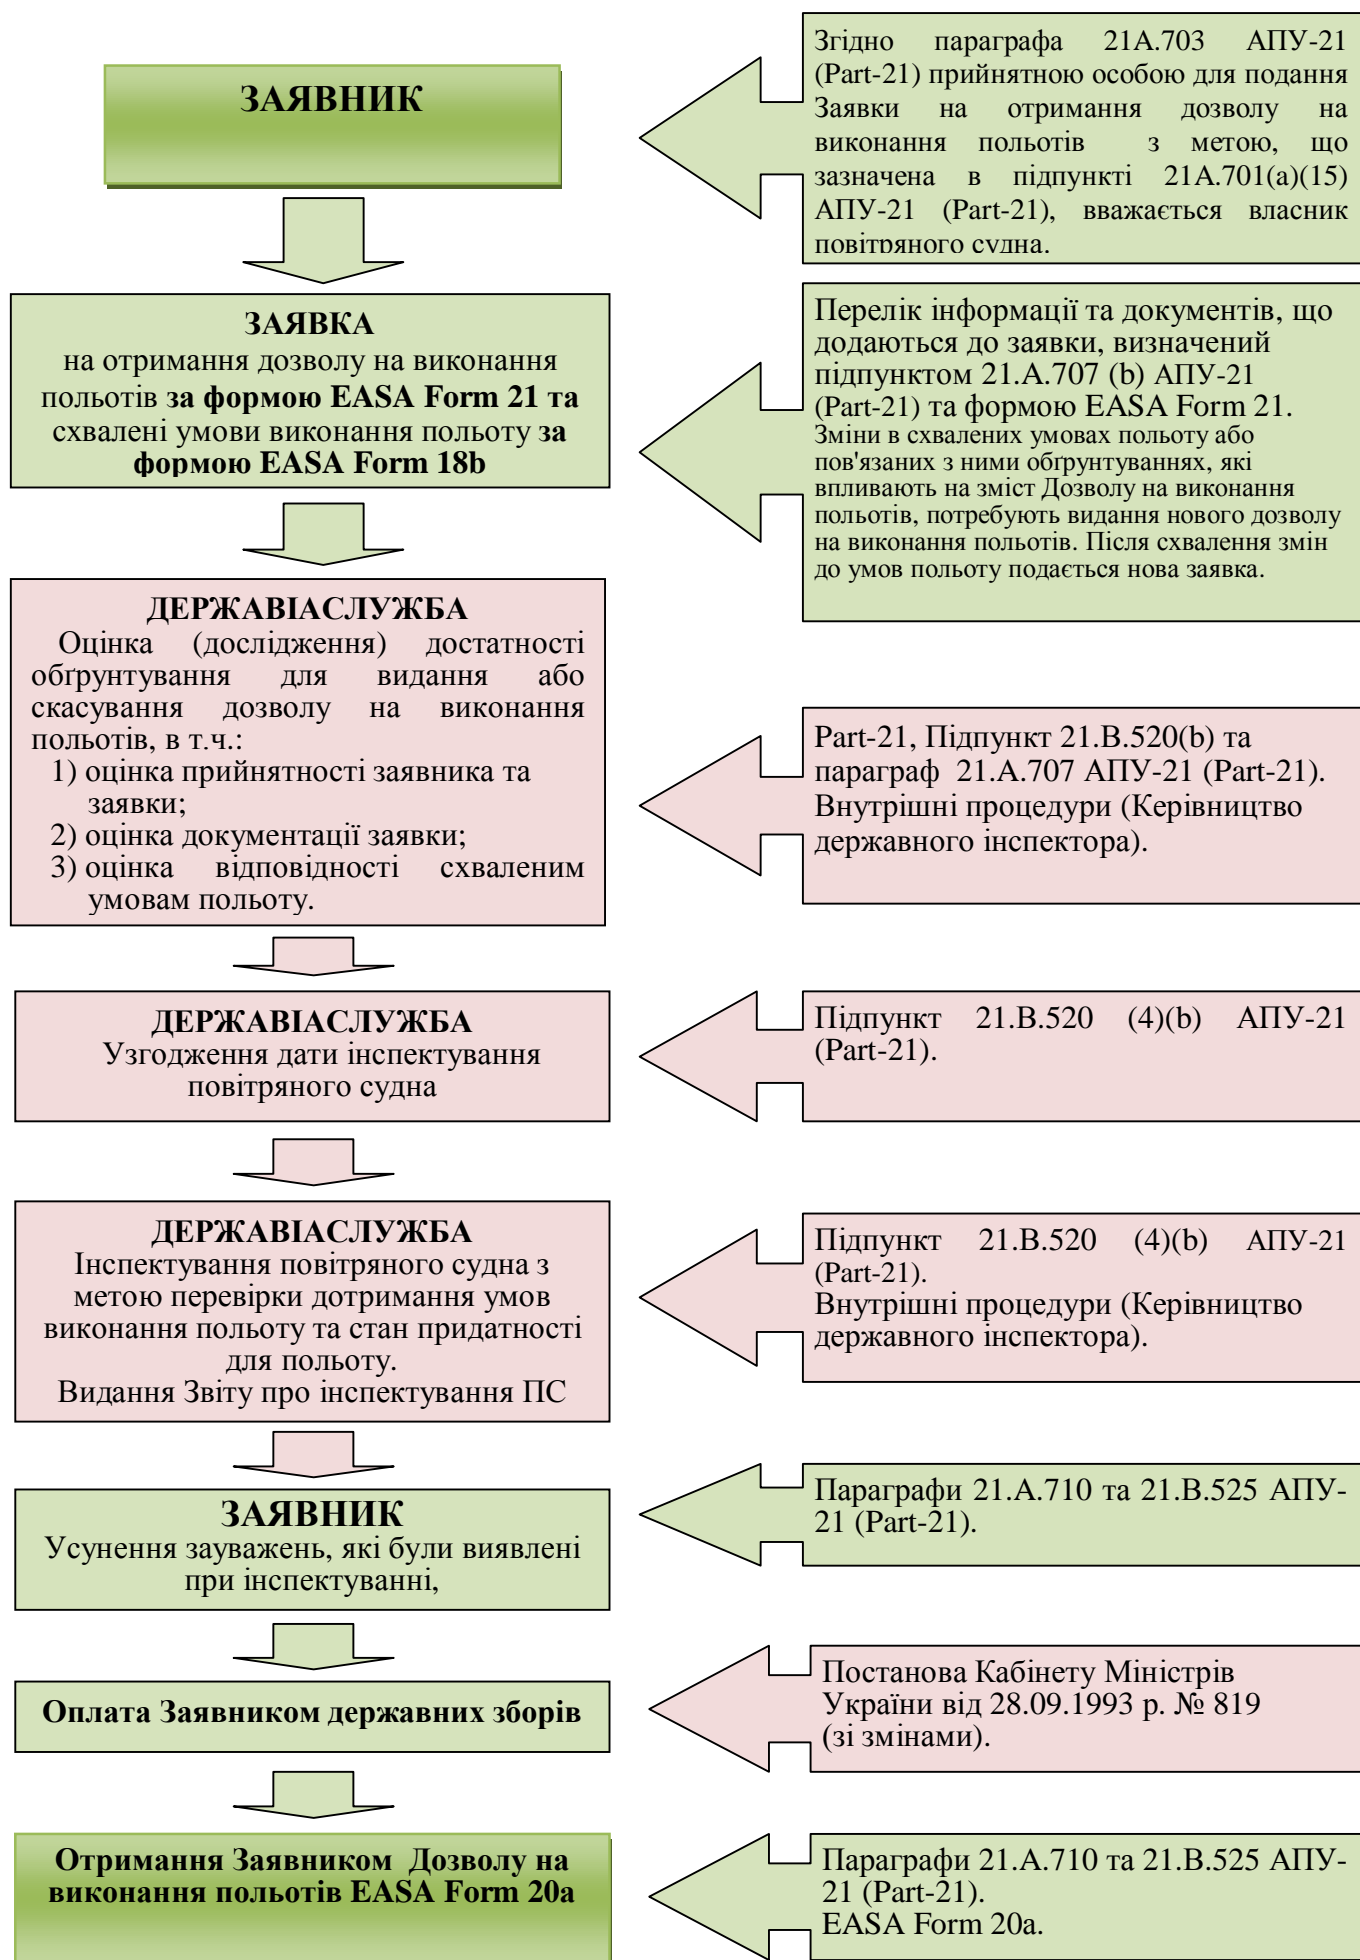 ЗАЯВНИК
Згідно параграфа 21А.703 АПУ-21
(Part-21) прийнятною особою для подання
Заявки на отримання дозволу на
виконання польотів з метою, що
зазначена в підпункті 21А.701(а)(15)
АПУ-21 (Part-21), вважається власник
повітряного судна.
ЗАЯВКА
на отримання дозволу на виконання
польотів за формою EASA Form 21 та
схвалені умови виконання польоту за
формою EASA Form 18b
Перелік інформації та документів, що
додаються до заявки, визначений
підпунктом 21.А.707 (b) АПУ-21
(Part-21) та формою EASA Form 21.
Зміни в схвалених умовах польоту або
пов'язаних з ними обґрунтуваннях, які
впливають на зміст Дозволу на виконання
польотів, потребують видання нового дозволу
на виконання польотів. Після схвалення змін
до умов польоту подається нова заявка.
ДЕРЖАВІАСЛУЖБА
Оцінка (дослідження) достатності
обґрунтування для видання або
скасування дозволу на виконання
польотів, в т.ч.:
1) оцінка прийнятності заявника та
заявки;
2) оцінка документації заявки;
3) оцінка відповідності схваленим
умовам польоту.
Part-21, Підпункт 21.В.520(b) та
параграф 21.А.707 АПУ-21 (Part-21).
Внутрішні процедури (Керівництво
державного інспектора).
ДЕРЖАВІАСЛУЖБА
Узгодження дати інспектування
повітряного судна
Підпункт 21.В.520 (4)(b) АПУ-21
(Part-21).
ДЕРЖАВІАСЛУЖБА
Інспектування повітряного судна з
метою перевірки дотримання умов
виконання польоту та стан придатності
для польоту.
Видання Звіту про інспектування ПС
Підпункт 21.В.520 (4)(b) АПУ-21
(Part-21).
Внутрішні процедури (Керівництво
державного інспектора).
ЗАЯВНИК
Усунення зауважень, які були виявлені
при інспектуванні,
Параграфи 21.А.710 та 21.В.525 АПУ-
21 (Part-21).
Оплата Заявником державних зборів
Постанова Кабінету Міністрів
України від 28.09.1993 р. № 819
(зі змінами).
Отримання Заявником Дозволу на
виконання польотів EASA Form 20a
Параграфи 21.А.710 та 21.В.525 АПУ-
21 (Part-21).
EASA Form 20a.